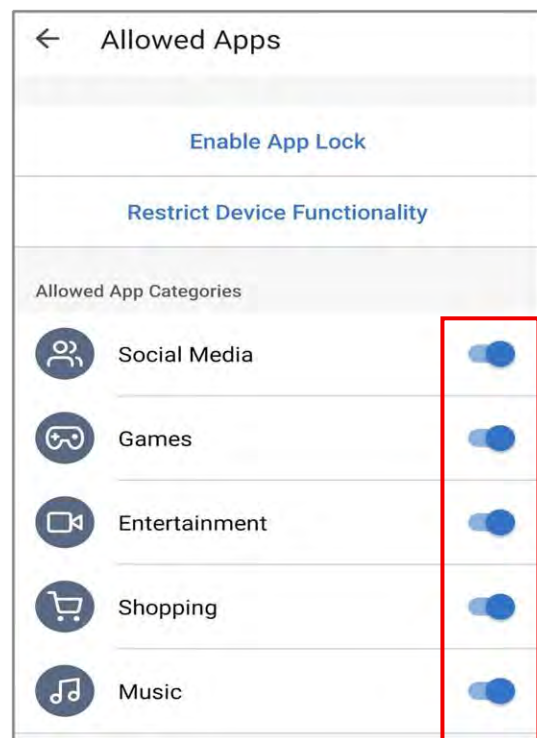 Allowed Apps
Enable App Lock
Restrict Device Functionality
Allowed App Categories
Social Media
Games
Entertainment
Shopping
Music